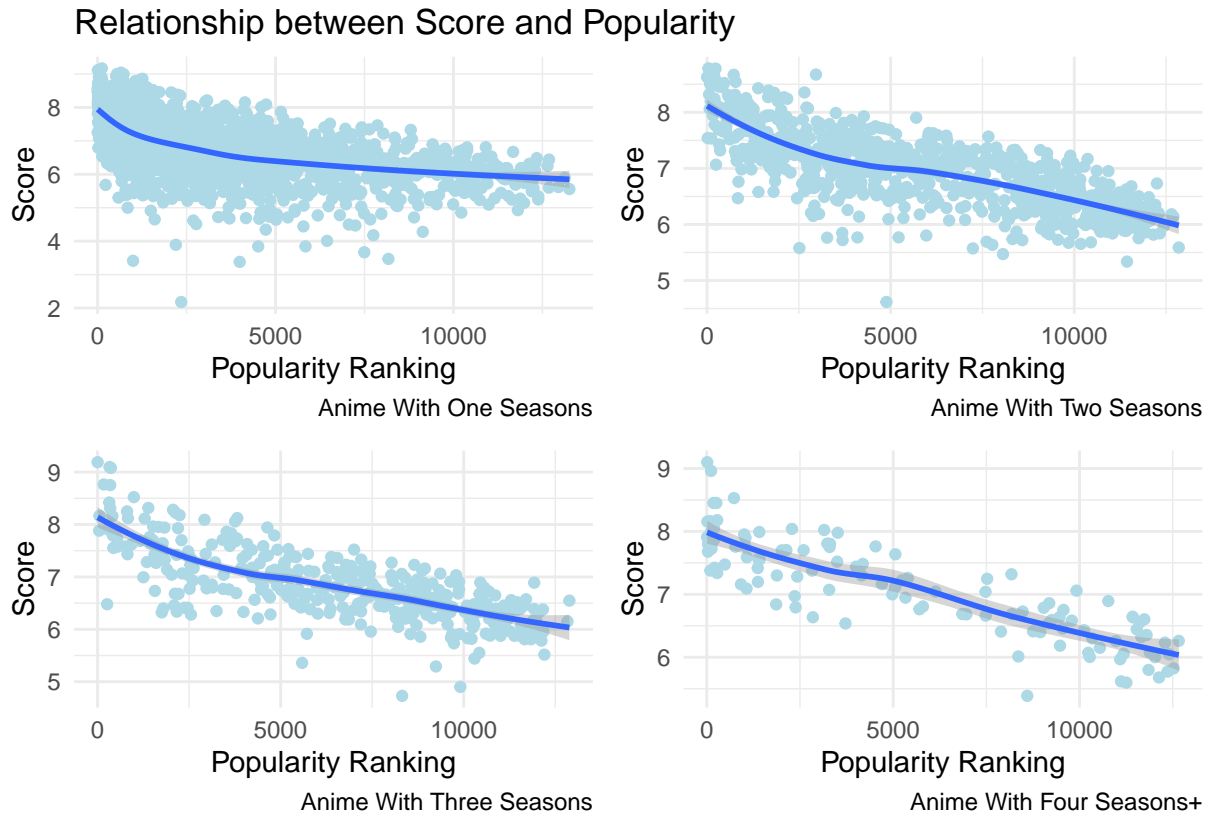 Relationship between Score and Popularity
Score
8
6
4
2
0 5000 10000
Popularity Ranking
Anime With One Seasons
Score
8
7
6
5
0 5000 10000
Popularity Ranking
Anime With Two Seasons
Score
9
8
7
6
5
0 5000 10000
Popularity Ranking
Anime With Three Seasons
Score
9
8
7
6
0 5000 10000
Popularity Ranking
Anime With Four Seasons+